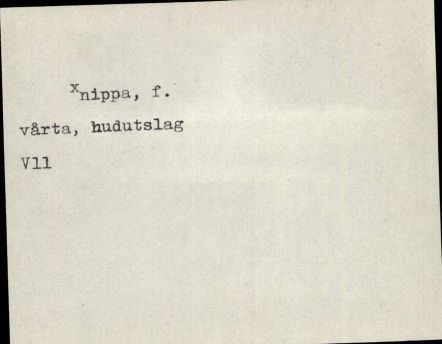 xnippa, f.
vårta, hudutslag
Vll